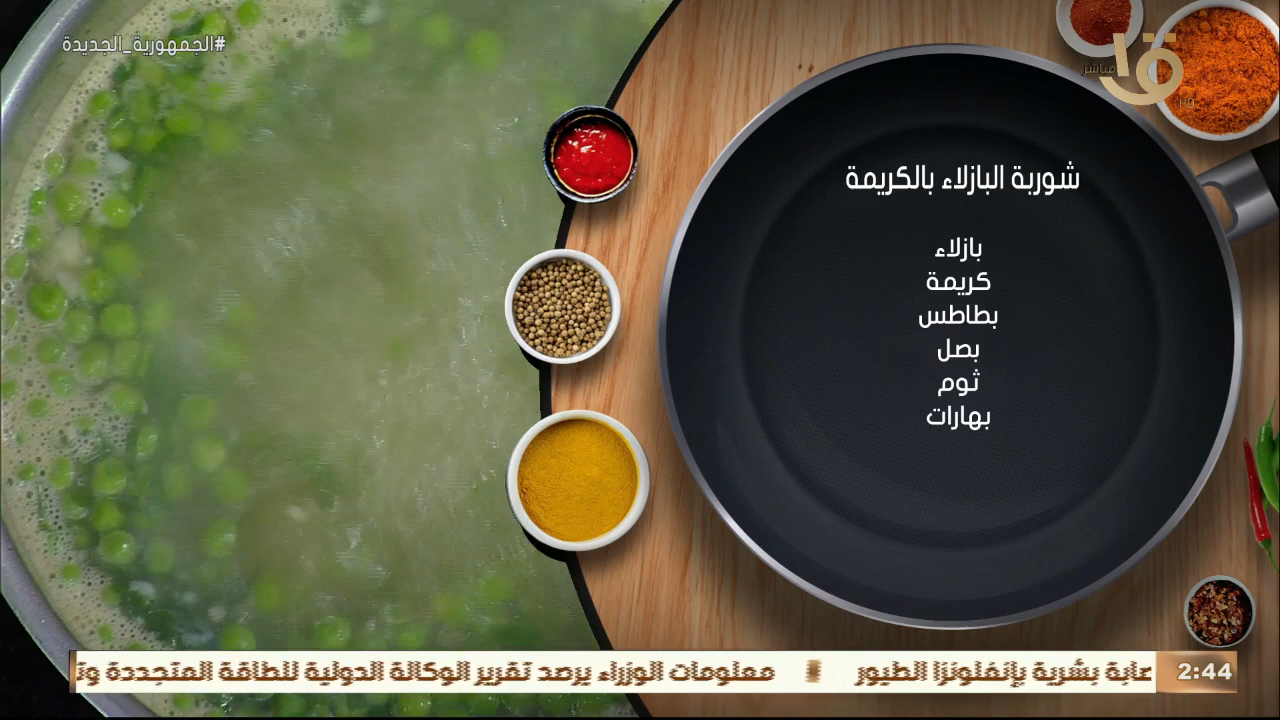 #الجمهورية_الجديدة
مباشر
HD
شوربة البازلاء بالكريمة
بازلاء
كريمة
بطاطس
بصل
ثوم
بهارات
2:44
بشرية بإنفلونزا الطيور
معلومات الوزراء يرصد تقرير الوكالة الدولية للطاقة المتجددة